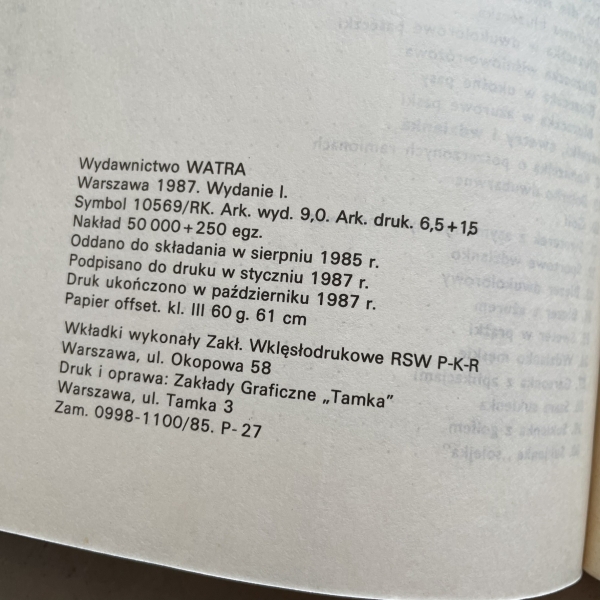 Wydawnictwo WATRA
Warszawa 1987. Wydanie I.
Symbol 10569/RK. Ark. wyd. 9,0. Ark. druk. 6,5+1,5
Nakład 50 000+250 egz.
Oddano do składania w sierpniu 1985 r.
Podpisano do druku w styczniu 1987 r.
Druk ukończono w październiku 1987 r.
Papier offset. kl. III 60 g. 61 cm
Wkładki wykonały Zakł. Wklęsłodrukowe RSW P-K-R
Warszawa, ul. Okopowa 58
Druk i oprawa: Zakłady Graficzne „Tamka”
Warszawa, ul. Tamka 3
Zam. 0998-1100/85. P-27